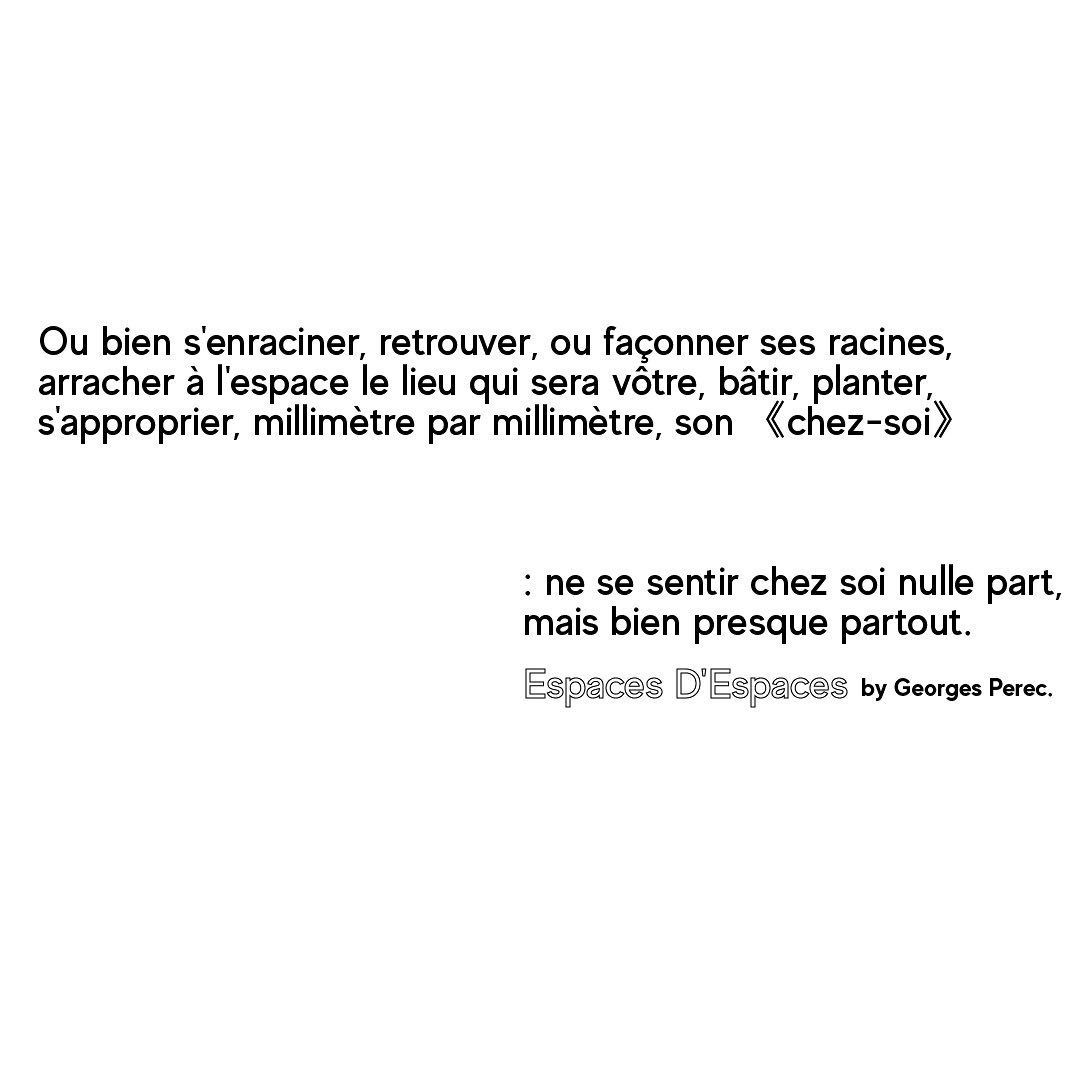 Ou bien s'enraciner, retrouver, ou façonner ses racines,
arracher à l'espace le lieu qui sera vôtre, bâtir, planter,
s'approprier, millimètre par millimètre, son 《chez-soi》
: ne se sentir chez soi nulle part,
mais bien presque partout.
Espaces D'Espaces by Georges Perec.